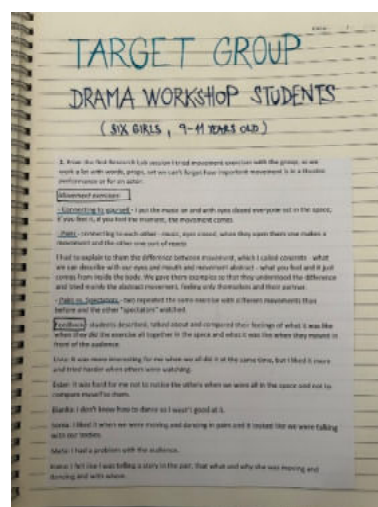 TARGET GROUP
DRAMA WORKSHOP STUDENTS
( SIX GIRLS , 9-11 YEARS OLD )
1. From the first Research Lab session I tried movement exercises with the group, as we
work a lot with words, props, yet we can't forget how important movement is in a theatre
performance or for an actor.
Movement exercises:
- Connecting to yourself - I put the music on and with eyes closed everyone sat in the space,
if you feel it, if you feel the moment, the movement comes
- Pairs - connecting to each other - music, eyes closed, when they open them one makes a
movement and the other one sort of reacts
I had to explain to them the difference between movement, which I called concrete - what
we can describe with our eyes and mouth and movement abstract - what you feel and it just
comes from inside the body. We gave them examples so that they understood the difference
and tried inside the abstract movement, feeling only themselves and their partner.
- Pairs vs. Spectators - two repeated the same exercise with different movements than
before and the other "spectators" watched.
Feedback: students described, talked about and compared their feelings of what it was like
when they did the exercise all together in the space and what it was like when they moved in
front of the audience.
It was more interesting for me when we all did it at the same time, but I liked it more
and tried harder when others were watching.
Ester: It was hard for me not to notice the others when we were all in the space and not to
compare myself to them.
Bianka: I don't know how to dance so I wasn't good at it.
I liked it when we were moving and dancing in pairs and it looked like we were talking
with our bodies.
I had a problem with the audience.
I felt like I was telling a story in the pair, that what and why she was moving and
dancing and with whom.